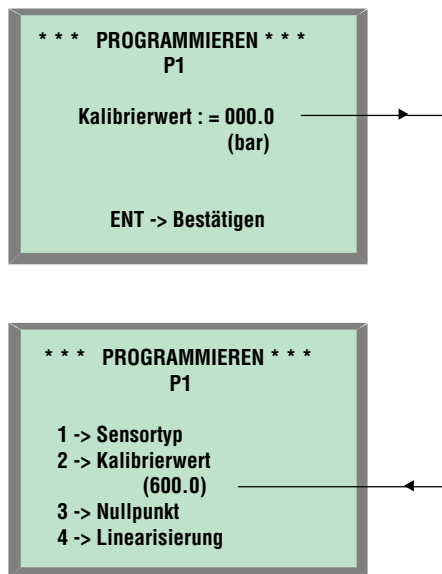 * * * PROGRAMMIEREN * * *
P1
Kalibrierwert : = 000.0
(bar)
ENT -> Bestätigen
* * * PROGRAMMIEREN * * *
P1
1 -> Sensortyp
2 -> Kalibrierwert
(600.0)
3 -> Nullpunkt
4 -> Linearisierung